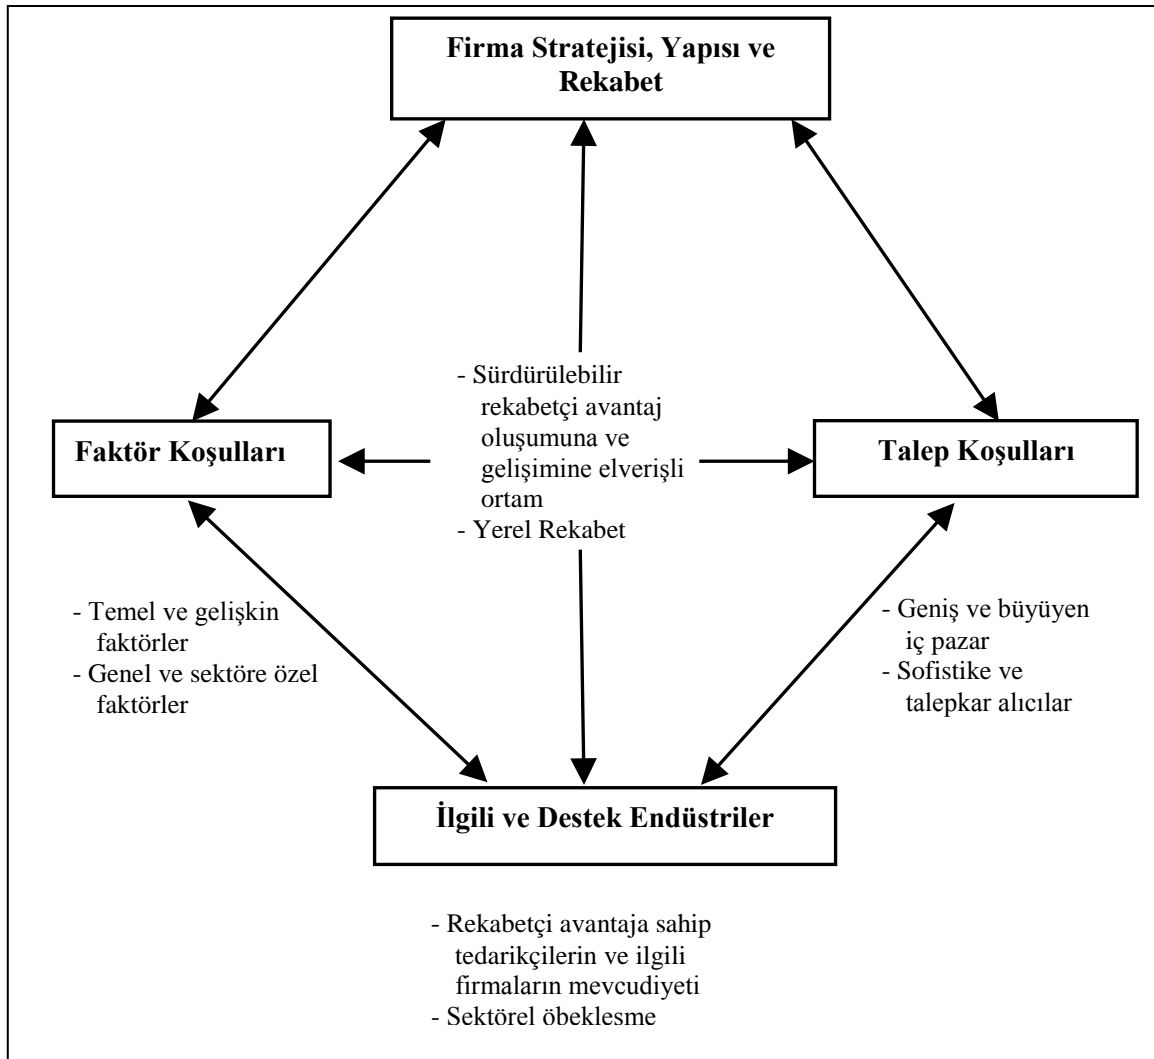 Firma Stratejisi, Yapısı ve
Rekabet
- Sürdürülebilir
rekabetçi avantaj
oluşumuna ve
gelişimine elverişli
ortam
- Yerel Rekabet
Faktör Koşulları
Talep Koşulları
- Temel ve gelişkin
faktörler
- Genel ve sektöre özel
faktörler
- Geniş ve büyüyen
iç pazar
- Sofistike ve
talepkar alıcılar
İlgili ve Destek Endüstriler
- Rekabetçi avantaja sahip
tedarikçilerin ve ilgili
firmaların mevcudiyeti
- Sektörel öbeklesme